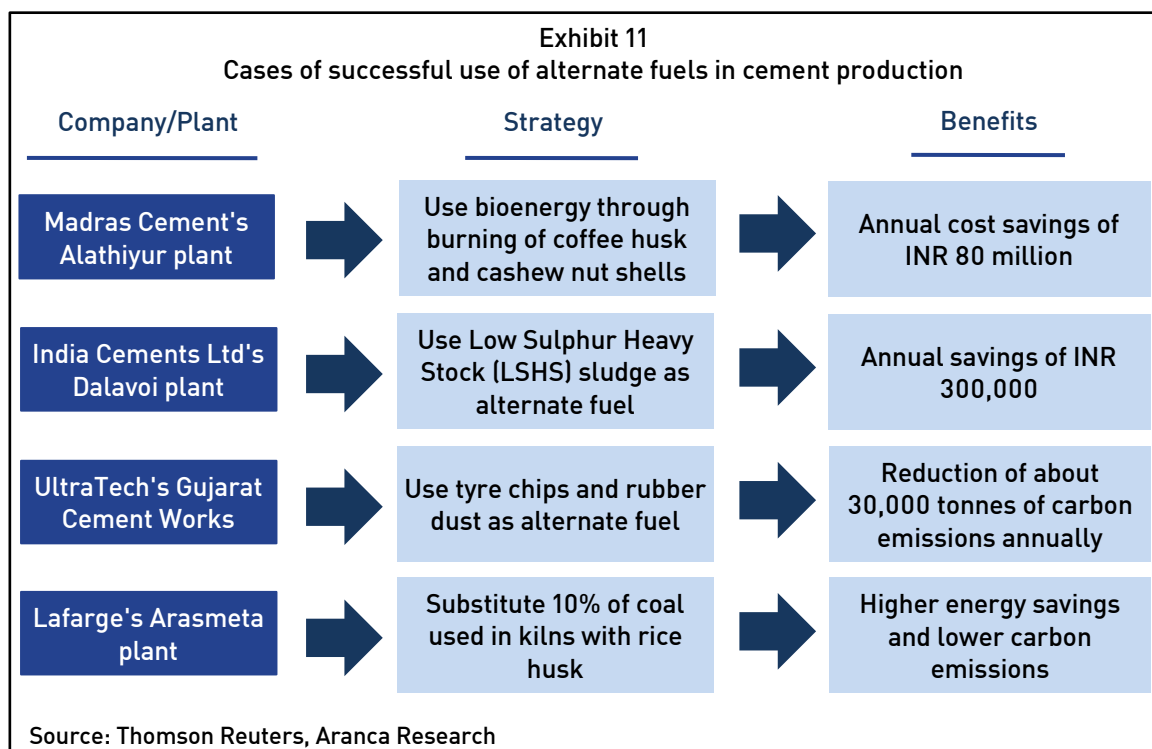 Exhibit 11
Cases of successful use of alternate fuels in cement production
Company/Plant
Strategy
Benefits
Madras Cement's
Alathiyur plant
Use bioenergy through
burning of coffee husk
and cashew nut shells
Annual cost savings of
INR 80 million
India Cements Ltd's
Dalavoi plant
Use Low Sulphur Heavy
Stock (LSHS) sludge as
alternate fuel
Annual savings of INR
300,000
UltraTech's Gujarat
Cement Works
Use tyre chips and rubber
dust as alternate fuel
Reduction of about
30,000 tonnes of carbon
emissions annually
Lafarge's Arasmeta
plant
Substitute 10% of coal
used in kilns with rice
husk
Higher energy savings
and lower carbon
emissions
Source: Thomson Reuters, Aranca Research